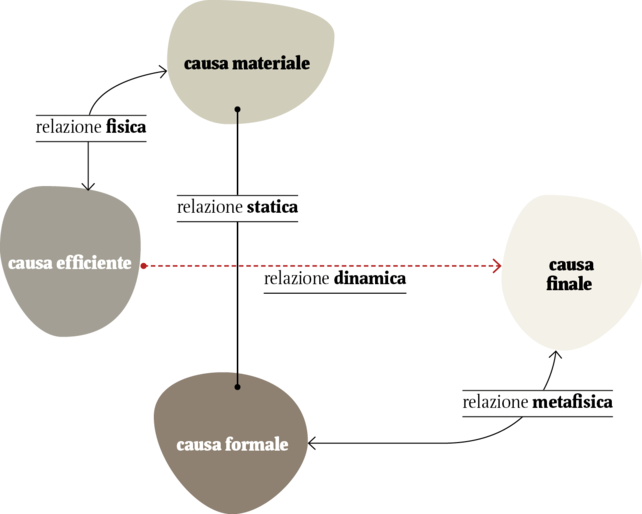 causa materiale
relazione fisica
relazione statica
causa efficiente
relazione dinamica
causa
finale
relazione metafisica
causa formale